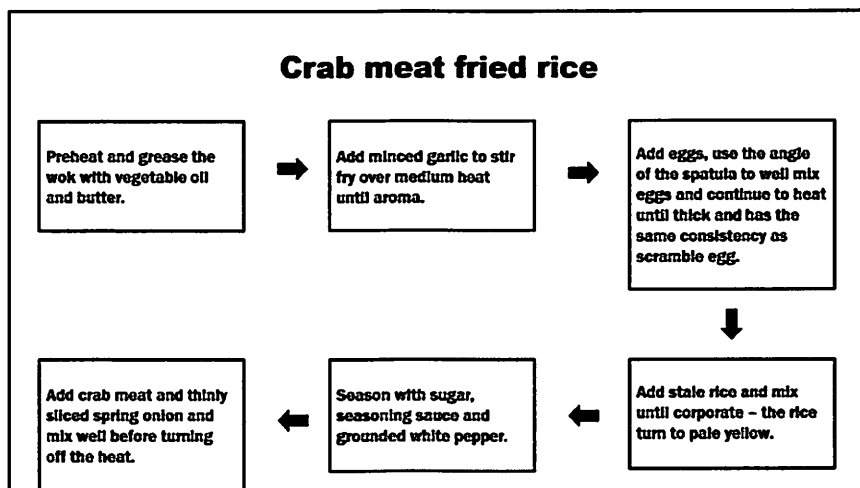 Crab meat fried rice
Preheat and grease the
wok with vegetable oil
and butter.
Add minced garlic to stir
fry over medium heat
until aroma.
Add eggs, use the angle
of the spatula to well mix
eggs and continue to heat
until thick and has the
same consistency as
scramble egg.
Add stale rice and mix
until corporate – the rice
turn to pale yellow.
Season with sugar,
seasoning sauce and
grounded white pepper.
Add crab meat and thinly
sliced spring onion and
mix well before turning
off the heat.